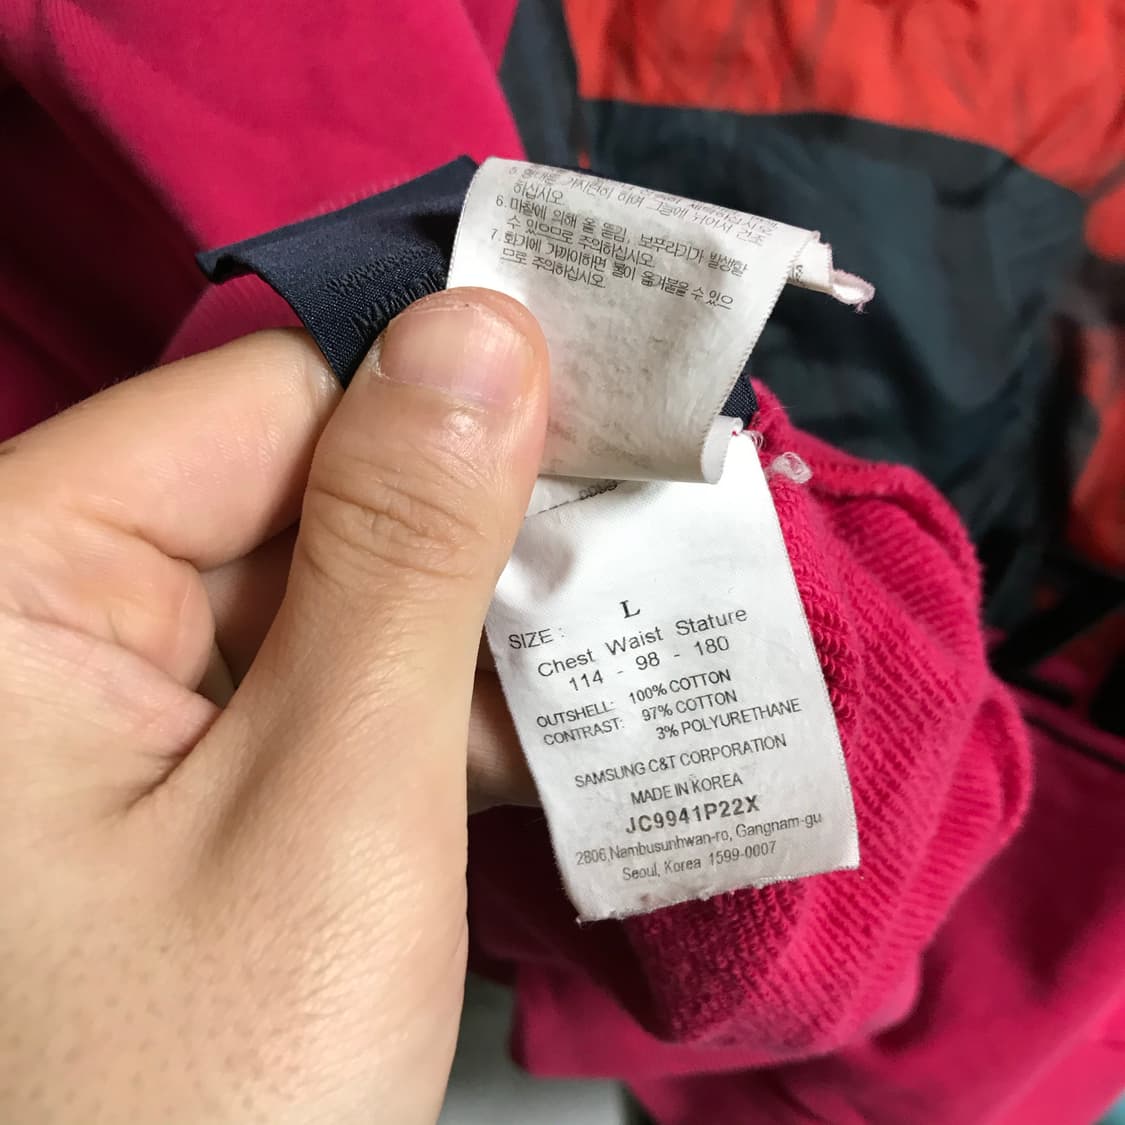 하십시오.
6. 마찰에 의해 올 뜯김, 보푸라기가 발생할
수 있으므로 주의하십시오.
7. 화기에 가까이하면 불이 옮겨붙을 수 있으
므로 주의하십시오.
SIZE : L
Chest Waist Stature
114 - 98 - 180
OUTSHELL: 100% COTTON
CONTRAST: 97% COTTON
3% POLYURETHANE
SAMSUNG C&T CORPORATION
MADE IN KOREA
JC9941P22X
2806,Nambusunhwan-ro, Gangnam-gu
Seoul, Korea 1599-0007